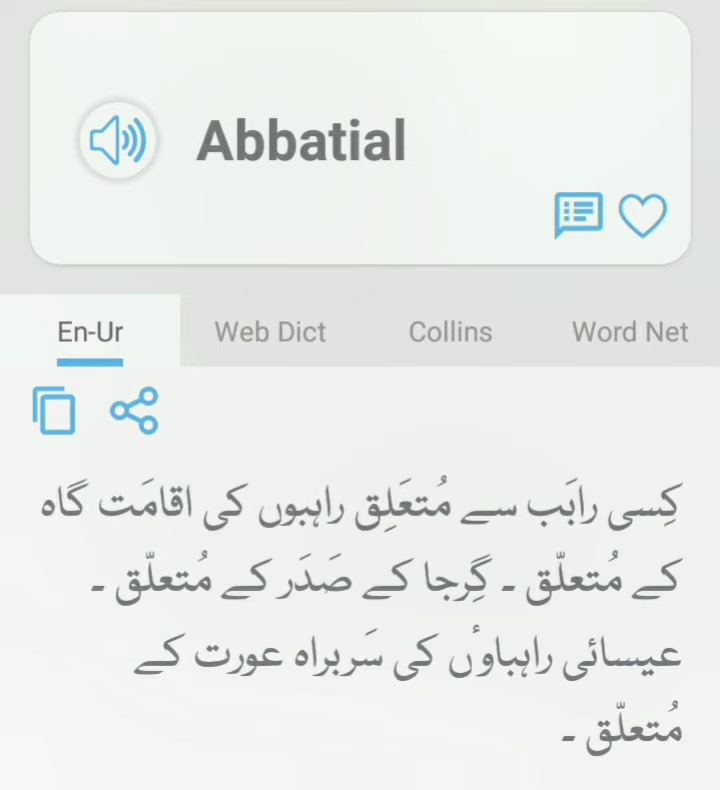 Abbatial
En-Ur Web Dict Collins Word Net
کِسی راہَب سے مُتعَلِق راہبوں کی اقامَت گاہ
کے مُتعلّق ۔ گِرجا کے صَدَر کے مُتعلّق ۔
عیسائی راہباوٴں کی سَربراہ عورت کے
مُتعلّق ۔